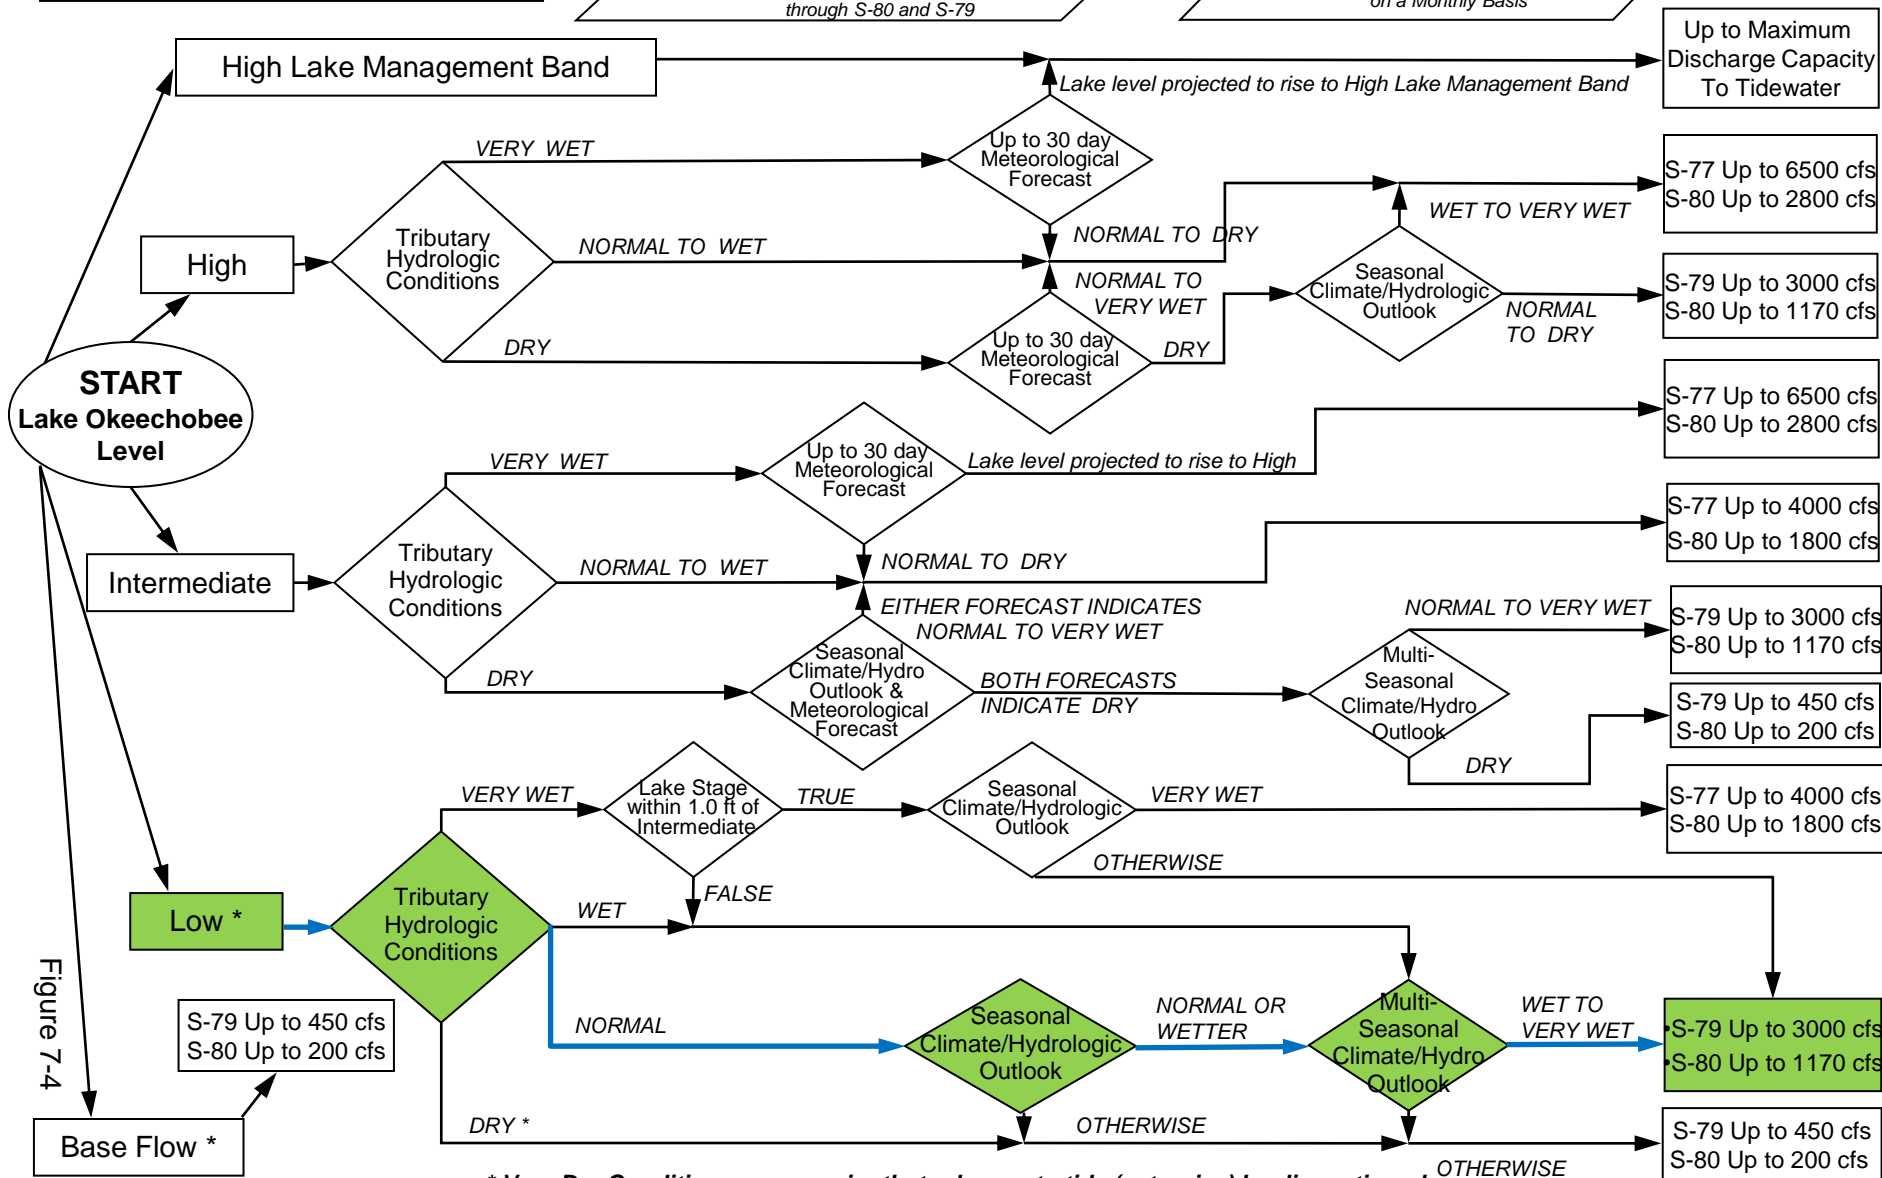 through S-80 and S-79
on a Monthly Basis
Up to Maximum
Discharge Capacity
To Tidewater
High Lake Management Band
Lake level projected to rise to High Lake Management Band
VERY WET
Up to 30 day
Meteorological
Forecast
S-77 Up to 6500 cfs
S-80 Up to 2800 cfs
WET TO VERY WET
High
Tributary
Hydrologic
Conditions
NORMAL TO WET
NORMAL TO DRY
NORMAL TO
VERY WET
Seasonal
Climate/Hydrologic
Outlook
NORMAL
TO DRY
S-79 Up to 3000 cfs
S-80 Up to 1170 cfs
DRY
Up to 30 day
Meteorological
Forecast
DRY
START
Lake Okeechobee
Level
S-77 Up to 6500 cfs
S-80 Up to 2800 cfs
VERY WET
Up to 30 day
Meteorological
Forecast
Lake level projected to rise to High
S-77 Up to 4000 cfs
S-80 Up to 1800 cfs
Intermediate
Tributary
Hydrologic
Conditions
NORMAL TO WET
NORMAL TO DRY
EITHER FORECAST INDICATES
NORMAL TO VERY WET
NORMAL TO VERY WET
S-79 Up to 3000 cfs
S-80 Up to 1170 cfs
DRY
Seasonal
Climate/Hydro
Outlook &
Meteorological
Forecast
BOTH FORECASTS
INDICATE DRY
Multi-
Seasonal
Climate/Hydro
Outlook
DRY
S-79 Up to 450 cfs
S-80 Up to 200 cfs
VERY WET
Lake Stage
within 1.0 ft of
Intermediate
TRUE
Seasonal
Climate/Hydrologic
Outlook
VERY WET
S-77 Up to 4000 cfs
S-80 Up to 1800 cfs
OTHERWISE
FALSE
Low *
Tributary
Hydrologic
Conditions
WET
NORMAL
Seasonal
Climate/Hydrologic
Outlook
NORMAL OR
WETTER
Multi-
Seasonal
Climate/Hydro
Outlook
WET TO
VERY WET
•S-79 Up to 3000 cfs
•S-80 Up to 1170 cfs
Figure 7-4
S-79 Up to 450 cfs
S-80 Up to 200 cfs
Base Flow *
DRY *
OTHERWISE
OTHERWISE
S-79 Up to 450 cfs
S-80 Up to 200 cfs